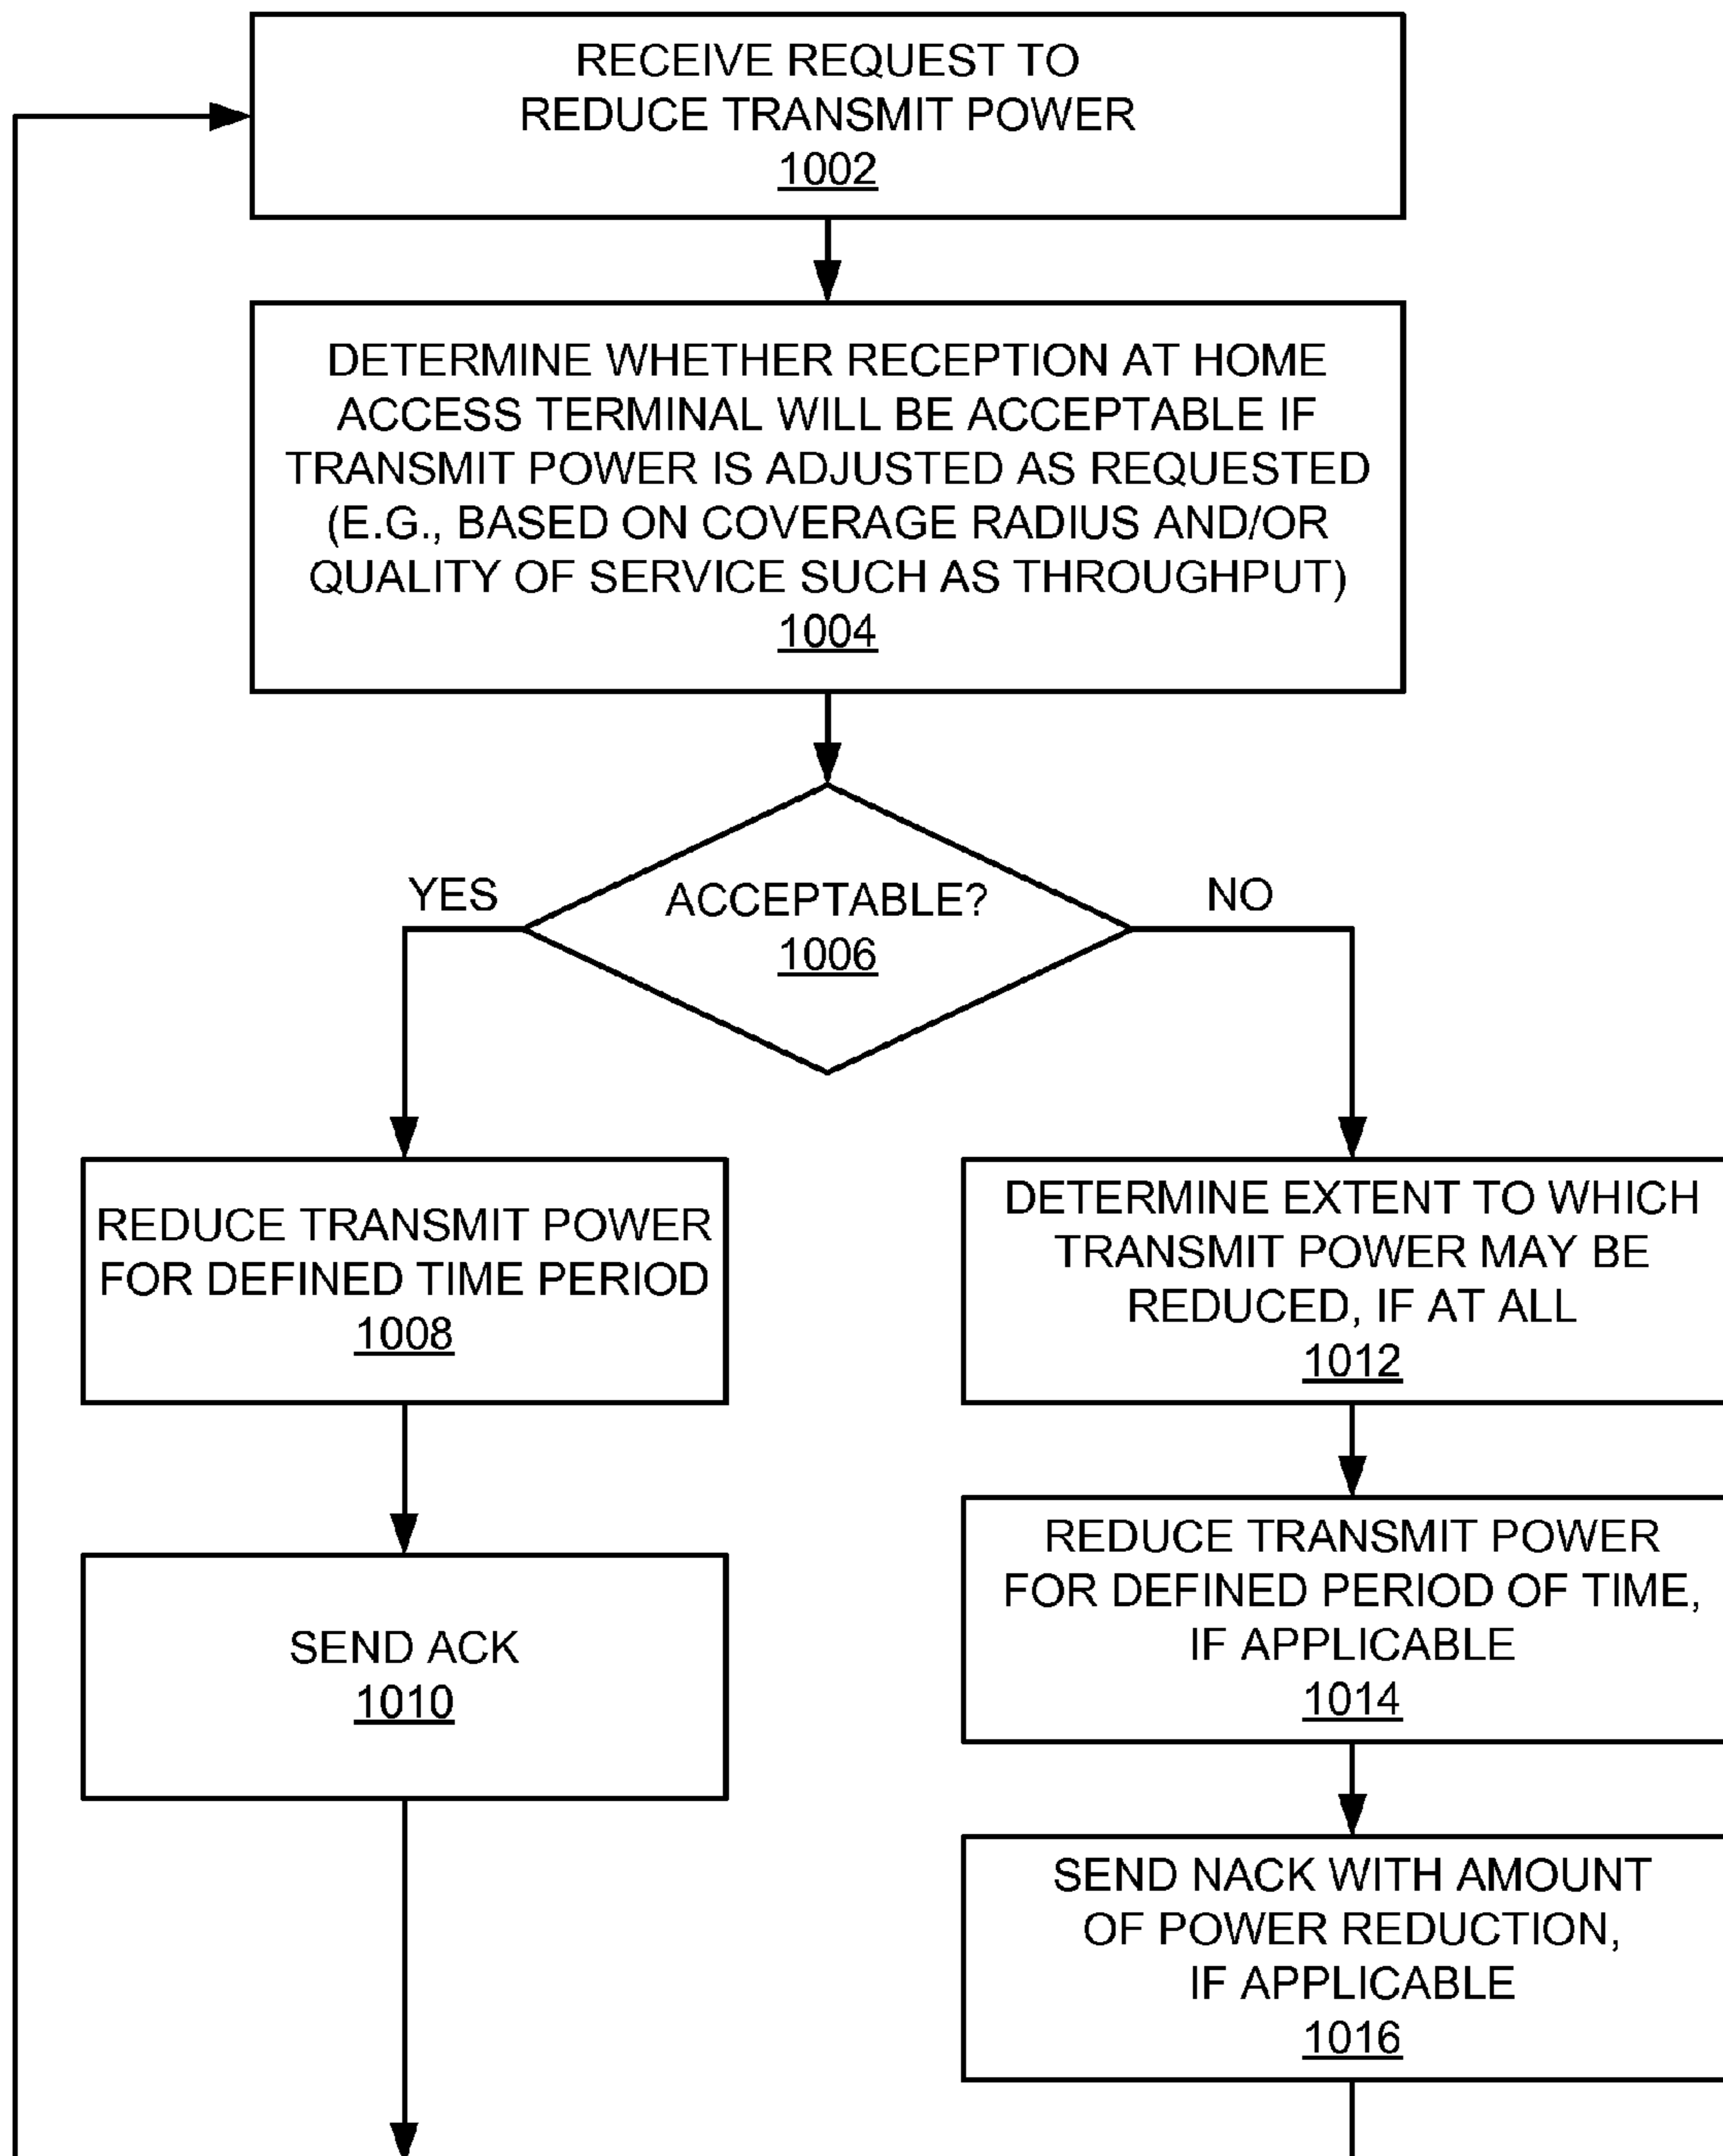 RECEIVE REQUEST TO
REDUCE TRANSMIT POWER
1002
DETERMINE WHETHER RECEPTION AT HOME
ACCESS TERMINAL WILL BE ACCEPTABLE IF
TRANSMIT POWER IS ADJUSTED AS REQUESTED
(E.G., BASED ON COVERAGE RADIUS AND/OR
QUALITY OF SERVICE SUCH AS THROUGHPUT)
1004
YES
ACCEPTABLE?
1006
NO
REDUCE TRANSMIT POWER
FOR DEFINED TIME PERIOD
1008
SEND ACK
1010
DETERMINE EXTENT TO WHICH
TRANSMIT POWER MAY BE
REDUCED, IF AT ALL
1012
REDUCE TRANSMIT POWER
FOR DEFINED PERIOD OF TIME,
IF APPLICABLE
1014
SEND NACK WITH AMOUNT
OF POWER REDUCTION,
IF APPLICABLE
1016